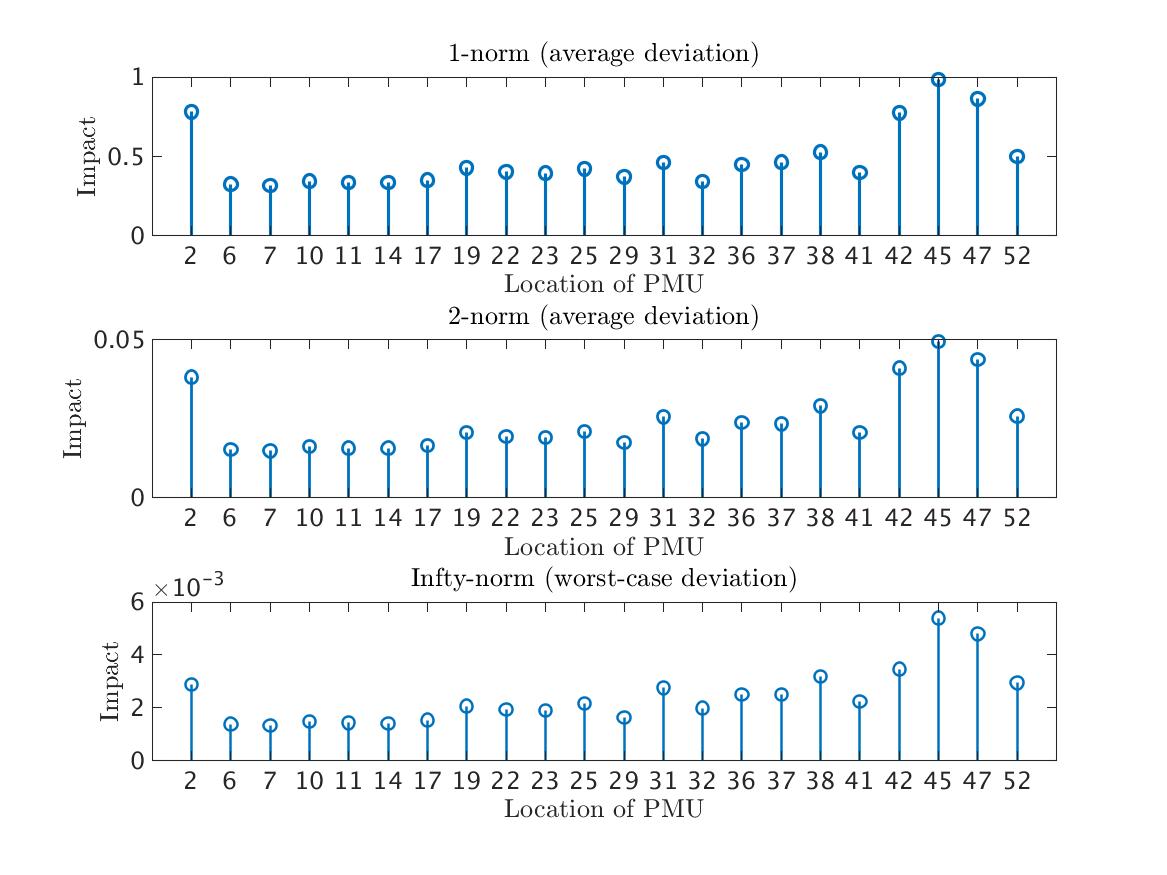 1-norm (average deviation)
1
0.5
0
Impact
2 6 7 10 11 14 17 19 22 23 25 29 31 32 36 37 38 41 42 45 47 52
Location of PMU
2-norm (average deviation)
0.05
0
Impact
2 6 7 10 11 14 17 19 22 23 25 29 31 32 36 37 38 41 42 45 47 52
Location of PMU
Infty-norm (worst-case deviation)
×10⁻³
6
4
2
0
Impact
2 6 7 10 11 14 17 19 22 23 25 29 31 32 36 37 38 41 42 45 47 52
Location of PMU